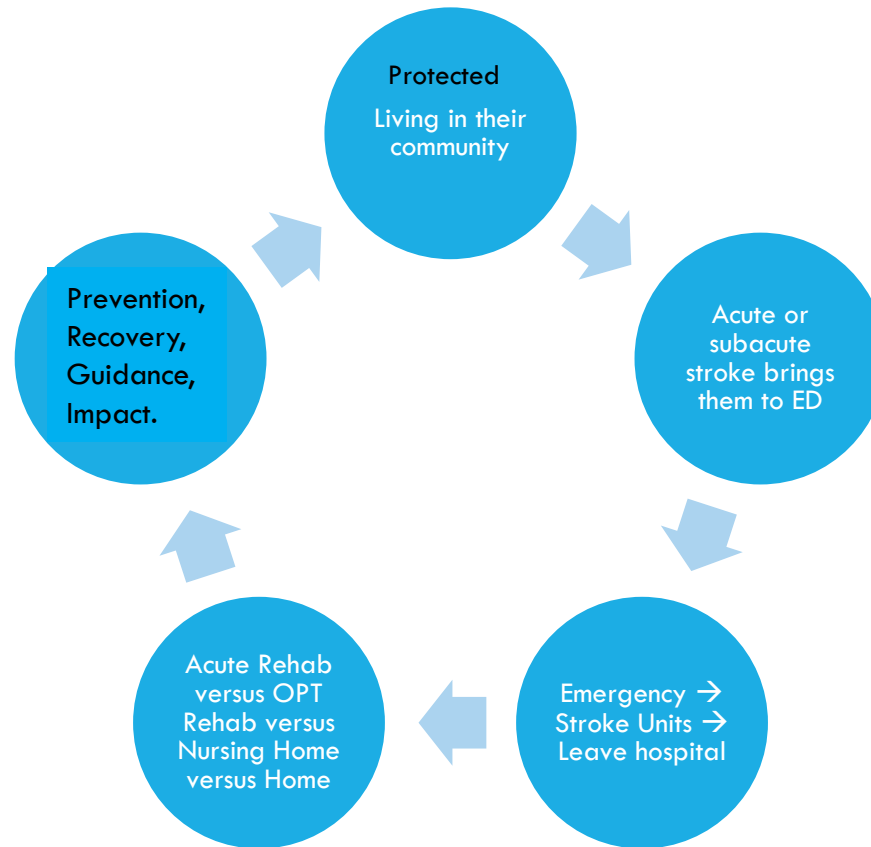 Protected
Living in their
community
Acute or
subacute
stroke brings
them to ED
Emergency →
Stroke Units →
Leave hospital
Acute Rehab
versus OPT
Rehab versus
Nursing Home
versus Home
Prevention,
Recovery,
Guidance,
Impact.